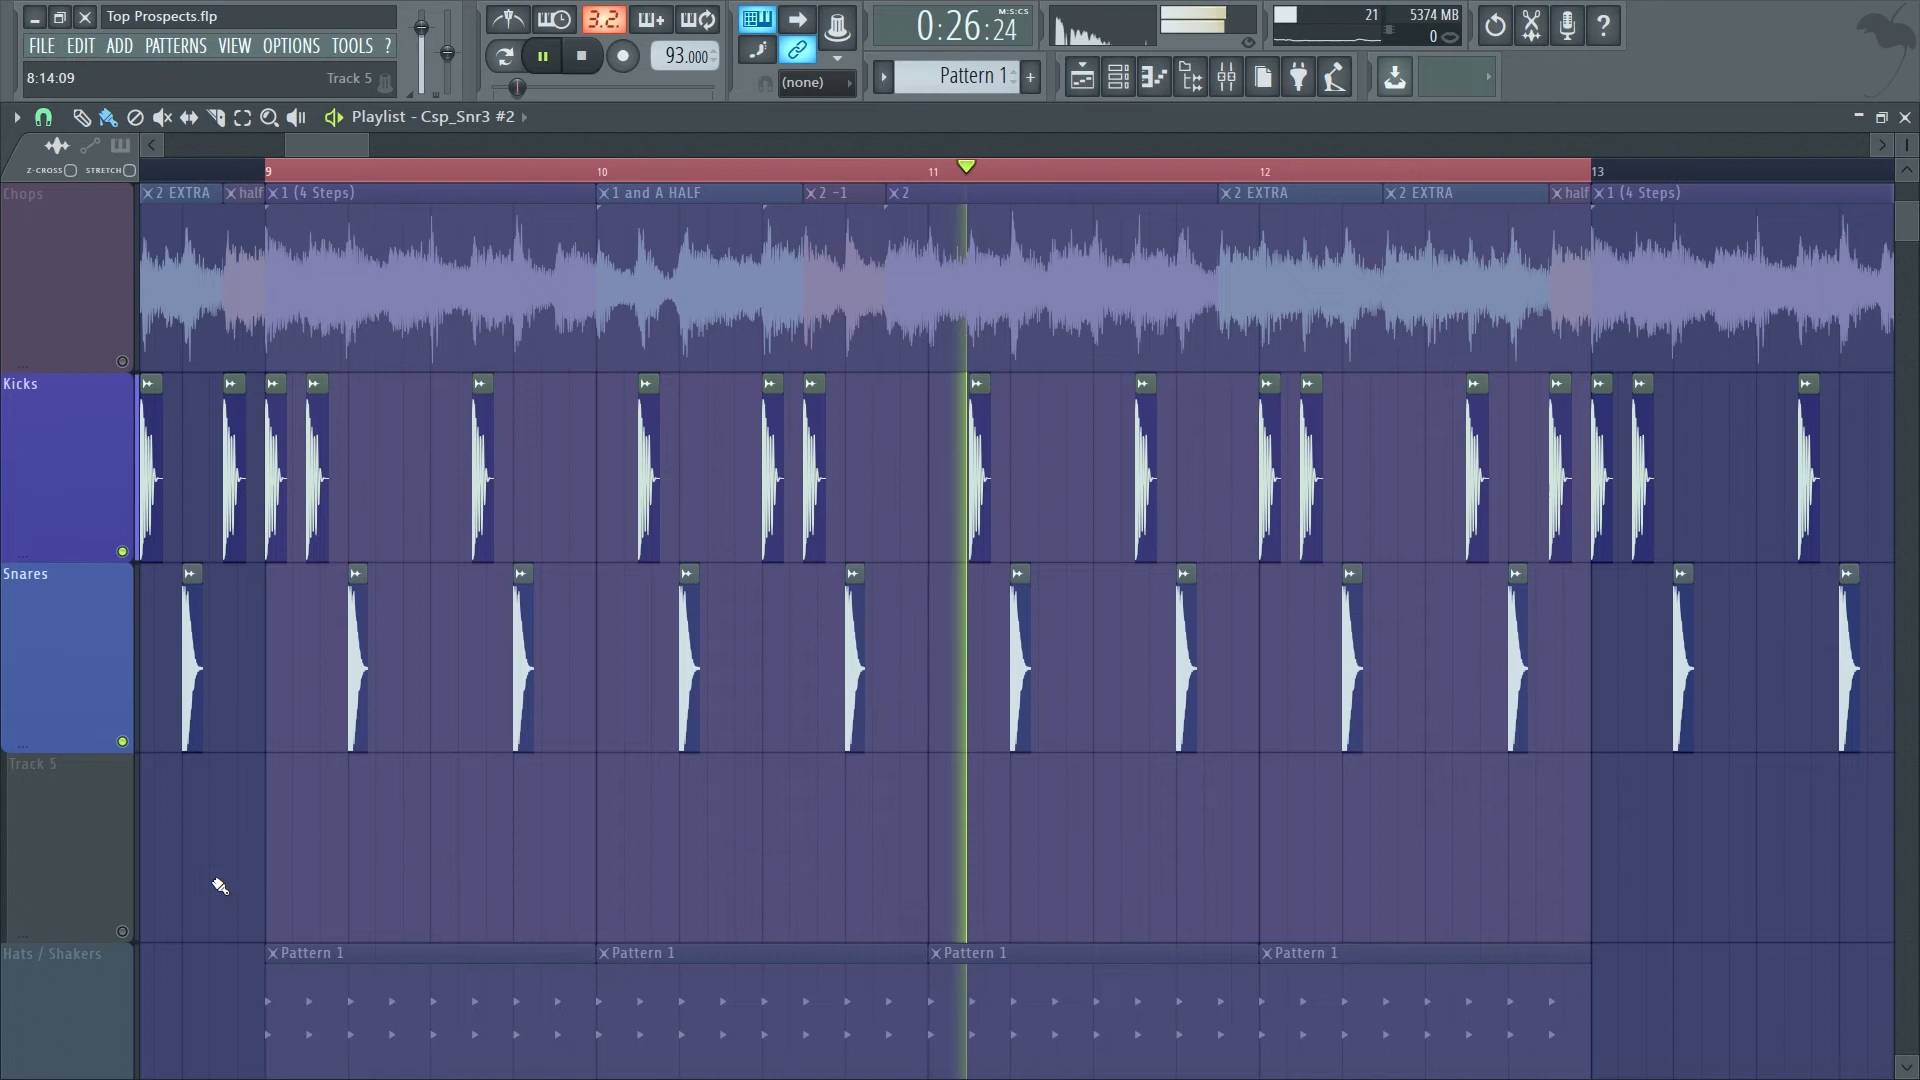 Top Prospects.flp
FILE EDIT ADD PATTERNS VIEW OPTIONS TOOLS ?
8:14:09 Track 5
3.2.
93.000
(none)
0:26:24
M:S:CS
Pattern 1
+
21 5374 MB
0
?
Playlist - Csp_Snr3 #2
Z-CROSS STRETCH
9 10 11 12 13
2 EXTRA half 1 (4 Steps) 1 and A HALF 2 -1 2 2 EXTRA 2 EXTRA half 1 (4 Steps)
Chops
Kicks
Snares
Track 5
Hats / Shakers
Pattern 1 Pattern 1 Pattern 1 Pattern 1